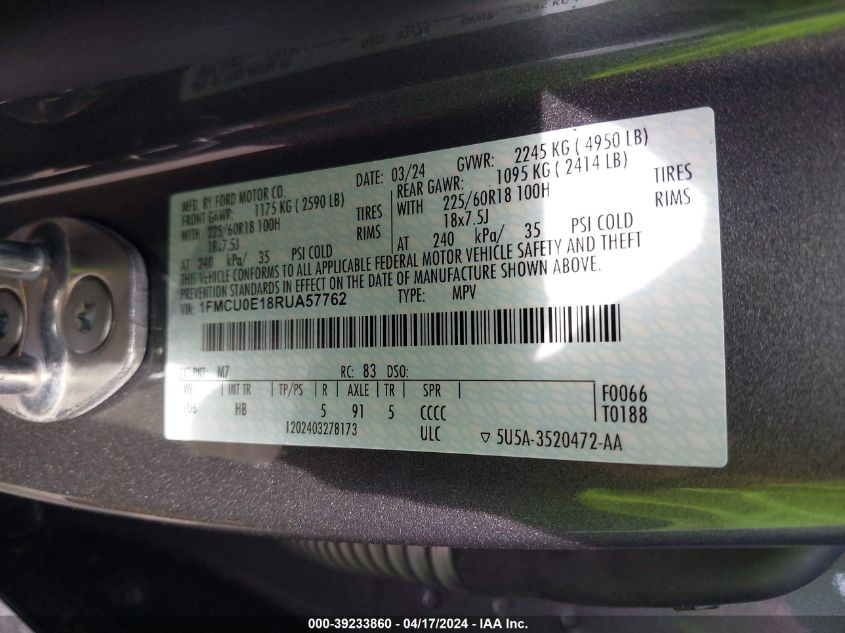 DATE: 03/24 GVWR: 2245 KG ( 4950 LB)
MFD. BY FORD MOTOR CO.
FRONT GAWR: 1175 KG ( 2590 LB) REAR GAWR: 1095 KG ( 2414 LB)
WITH 225/60R18 100H TIRES WITH 225/60R18 100H TIRES
18x7.5J RIMS 18x7.5J RIMS
AT 240 kPa/ 35 PSI COLD AT 240 kPa/ 35 PSI COLD
THIS VEHICLE CONFORMS TO ALL APPLICABLE FEDERAL MOTOR VEHICLE SAFETY AND THEFT
PREVENTION STANDARDS IN EFFECT ON THE DATE OF MANUFACTURE SHOWN ABOVE.
VIN: 1FMCU0E18RUA57762 TYPE: MPV
EXT PNT: M7 RC: 83 DSO:
WB INT TR TP/PS R AXLE TR SPR F0066
106 HB 5 91 5 CCCC T0188
1202403278173 ULC 5U5A-3520472-AA
000-39233860 - 04/17/2024 - IAA Inc.